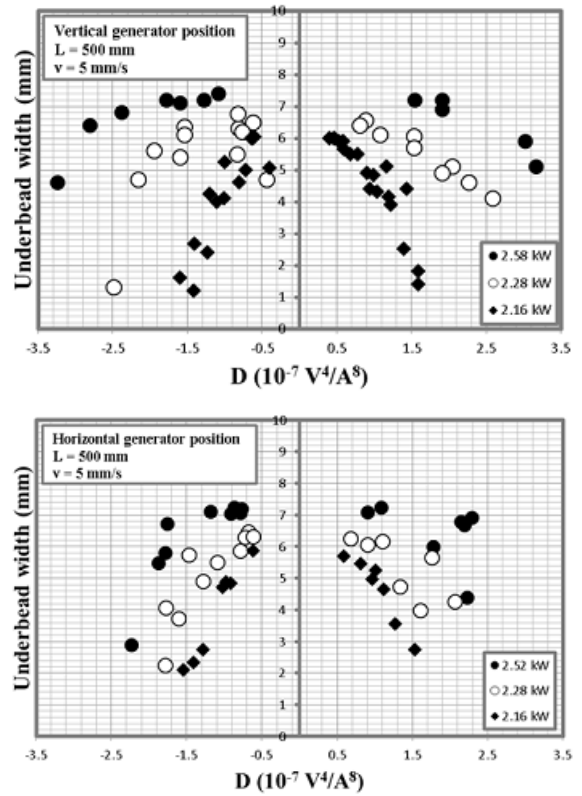 Vertical generator position
L = 500 mm
v = 5 mm/s
Underbead width (mm)
10
9
8
7
6
5
4
3
2
1
0
2.58 kW
2.28 kW
2.16 kW
-3.5 -2.5 -1.5 -0.5 0.5 1.5 2.5 3.5
D (10⁻⁷ V⁴/A⁸)
Horizontal generator position
L = 500 mm
v = 5 mm/s
Underbead width (mm)
10
9
8
7
6
5
4
3
2
1
0
2.52 kW
2.28 kW
2.16 kW
-3.5 -2.5 -1.5 -0.5 0.5 1.5 2.5 3.5
D (10⁻⁷ V⁴/A⁸)